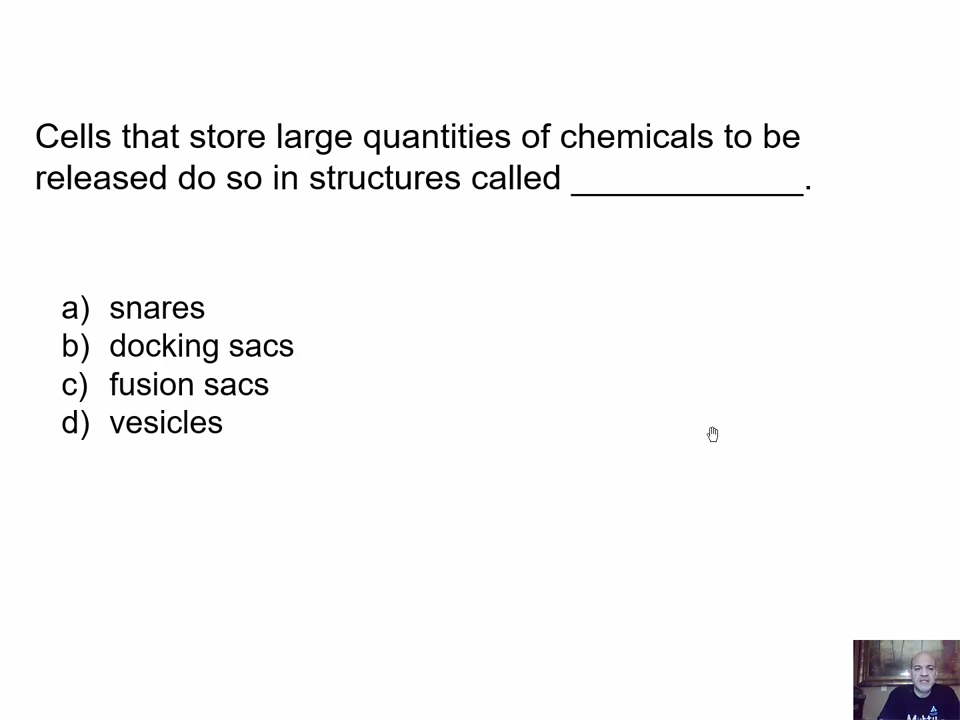 Cells that store large quantities of chemicals to be
released do so in structures called _____________.
a) snares
b) docking sacs
c) fusion sacs
d) vesicles